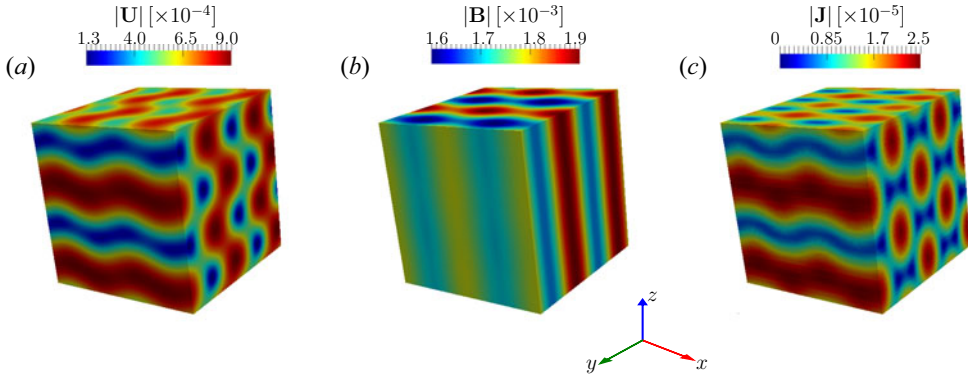 |U| [×10⁻⁴]
1.3 4.0 6.5 9.0
(a)
|B| [×10⁻³]
1.6 1.7 1.8 1.9
(b)
|J| [×10⁻⁵]
0 0.85 1.7 2.5
(c)
z
y
x